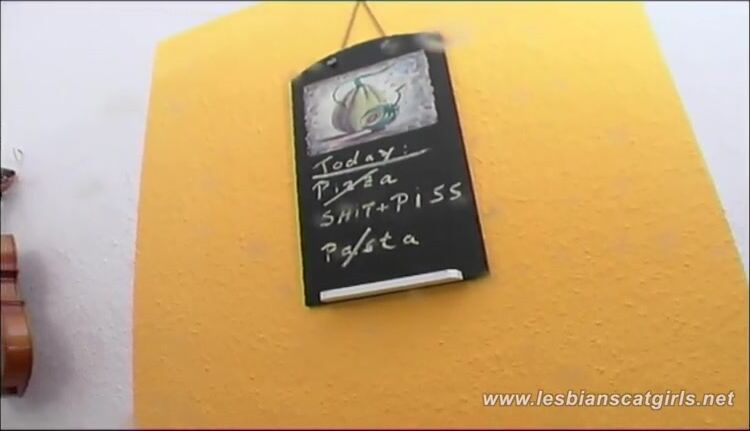 Today:
Pizza
SHIT+PISS
Pasta
www.lesbianscatgirls.net